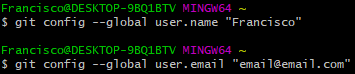 Francisco@DESKTOP-9BQ1BTV MINGW64 ~
$ git config --global user.name "Francisco"
Francisco@DESKTOP-9BQ1BTV MINGW64 ~
$ git config --global user.email "email@email.com"